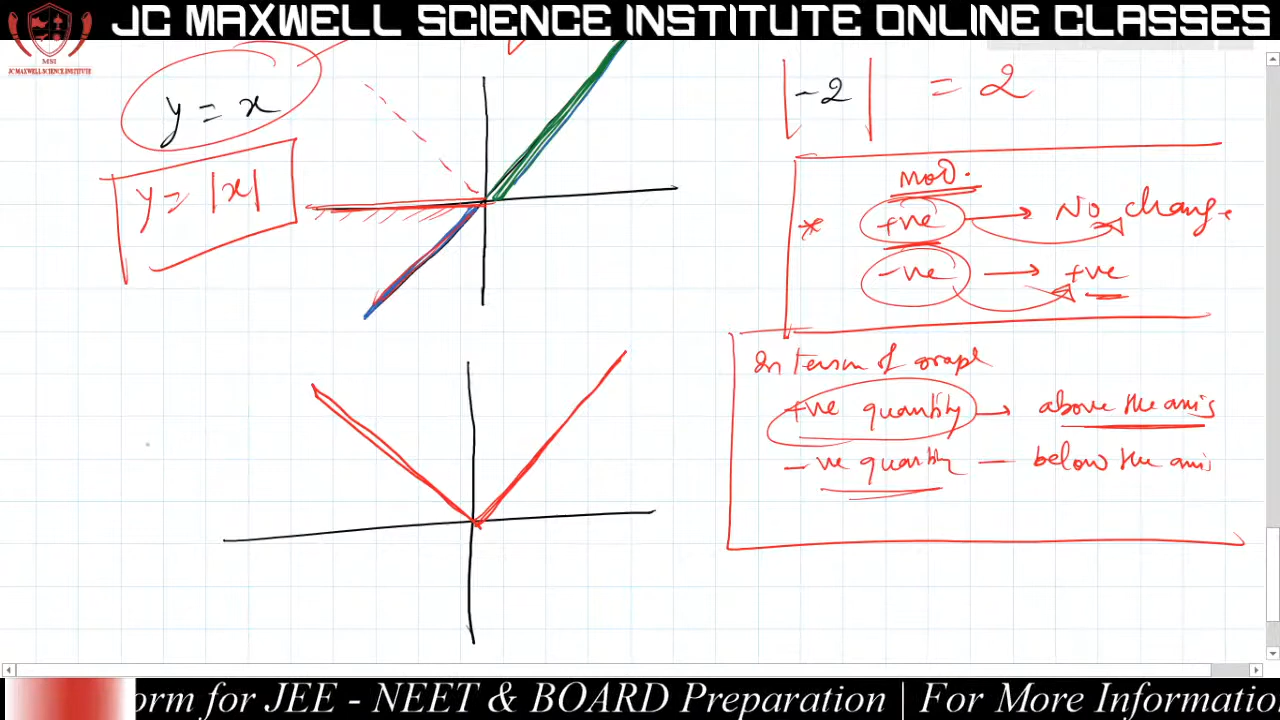 JC MAXWELL SCIENCE INSTITUTE ONLINE CLASSES
MSI
JC MAXWELL SCIENCE INSTITUTE
y = x
y = |x|
|-2| = 2
mod.
* +ve → No change
-ve → +ve
In term of graph
+ve quantity → above the axis
-ve quantity — below the axis
orm for JEE - NEET & BOARD Preparation | For More Informatio